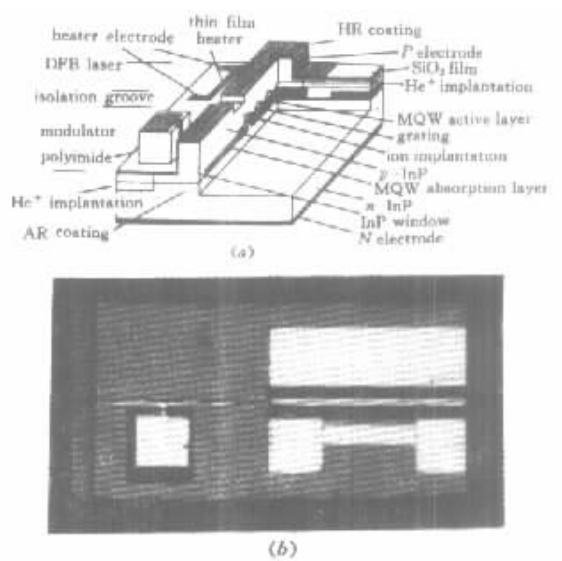 thin film
heater
heater electrode
DFB laser
isolation groove
modulator
polyimide
He⁺ implantation
AR coating
HR coating
P electrode
SiO₂ film
He⁺ implantation
MQW active layer
grating
ion implantation
p-InP
MQW absorption layer
n-InP
InP window
N electrode
(a)
(b)